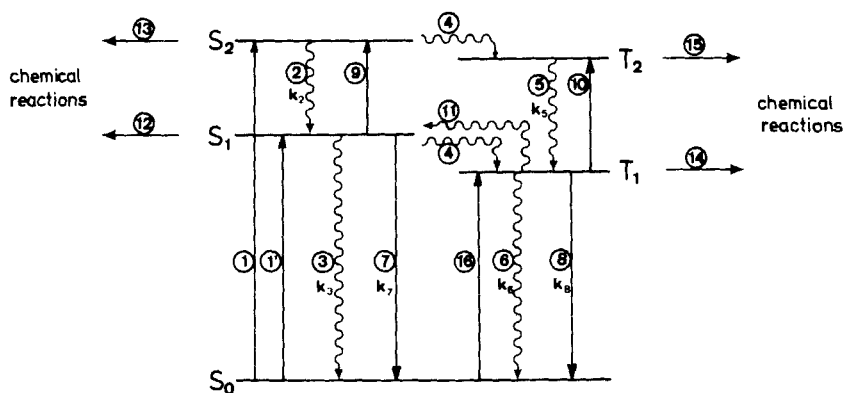 ⑬ S₂ ④ ⑮
② ⑨ T₂
chemical
reactions
k₂ ⑤ ⑩
k₅
chemical
reactions
⑫ S₁ ⑪
④ T₁ ⑭
① ①' ③ ⑦ ⑯ ⑥ ⑧
k₃ k₇ k₆ k₈
S₀